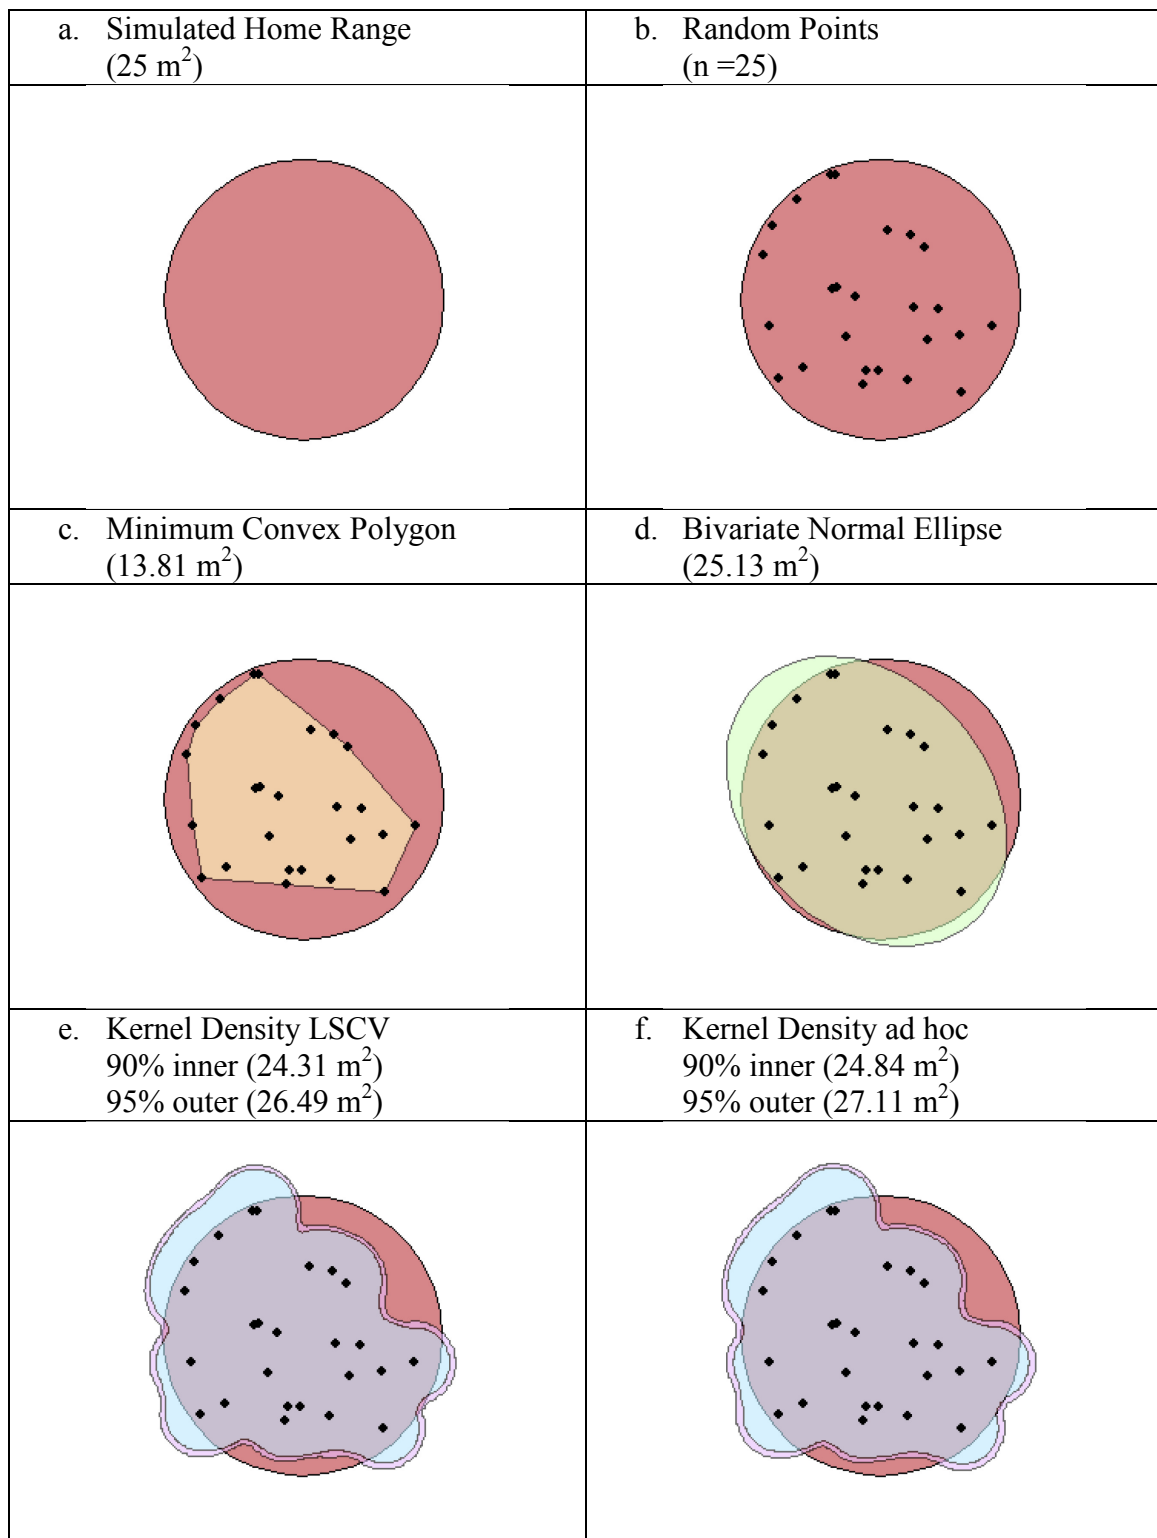 a. Simulated Home Range
(25 m²)
b. Random Points
(n =25)
c. Minimum Convex Polygon
(13.81 m²)
d. Bivariate Normal Ellipse
(25.13 m²)
e. Kernel Density LSCV
90% inner (24.31 m²)
95% outer (26.49 m²)
f. Kernel Density ad hoc
90% inner (24.84 m²)
95% outer (27.11 m²)